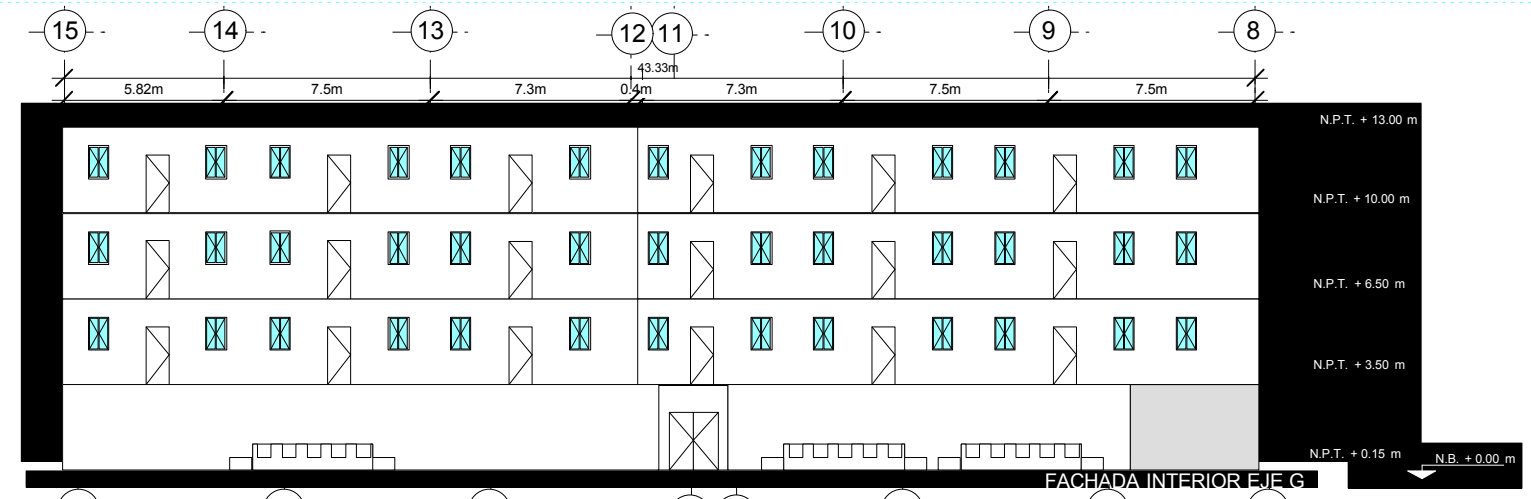 15 14 13 12 11 10 9 8
43.33m
5.82m 7.5m 7.3m 0.4m 7.3m 7.5m 7.5m
N.P.T. + 13.00 m
N.P.T. + 10.00 m
N.P.T. + 6.50 m
N.P.T. + 3.50 m
N.P.T. + 0.15 m
N.B. + 0.00 m
FACHADA INTERIOR EJE G